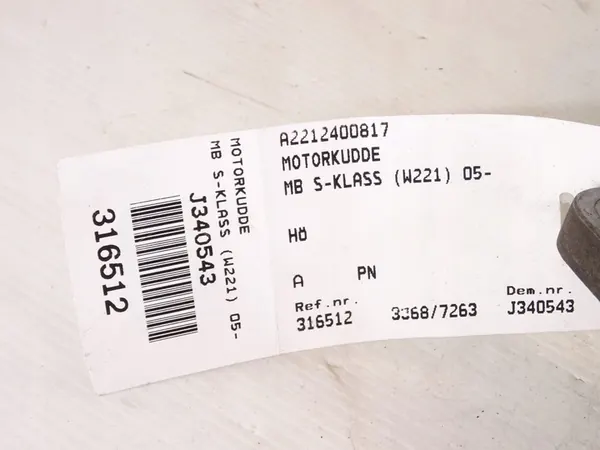 A2212400817
MOTORKUDDE
MB S-KLASS (W221) 05-
HÖ
A PN
Ref.nr. Dem.nr.
316512 3368/7263 J340543
MOTORKUDDE
MB S-KLASS (W221) 05-
J340543
316512